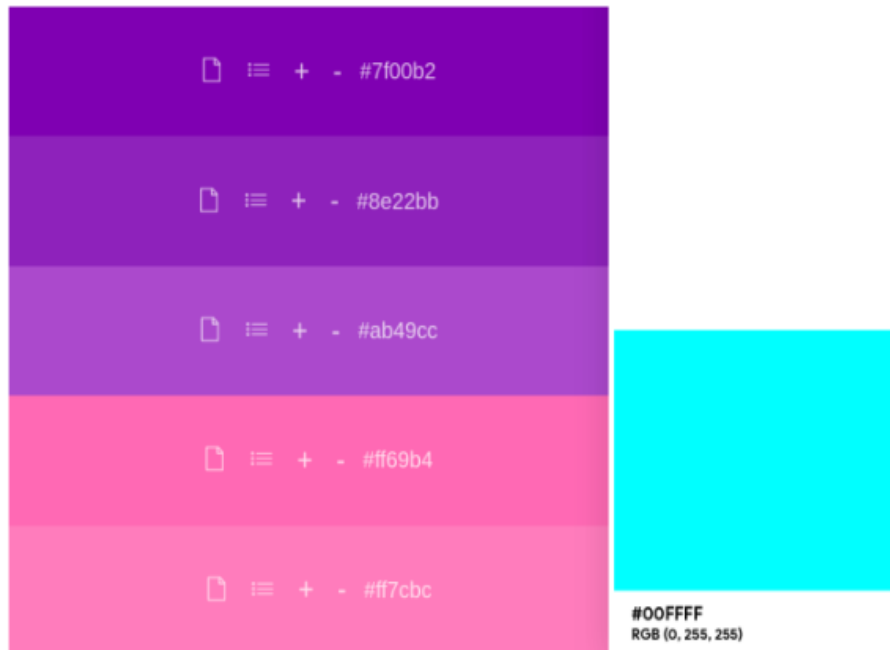 + - #7f00b2
+ - #8e22bb
+ - #ab49cc
+ - #ff69b4
+ - #ff7cbc
#00FFFF
RGB (0, 255, 255)